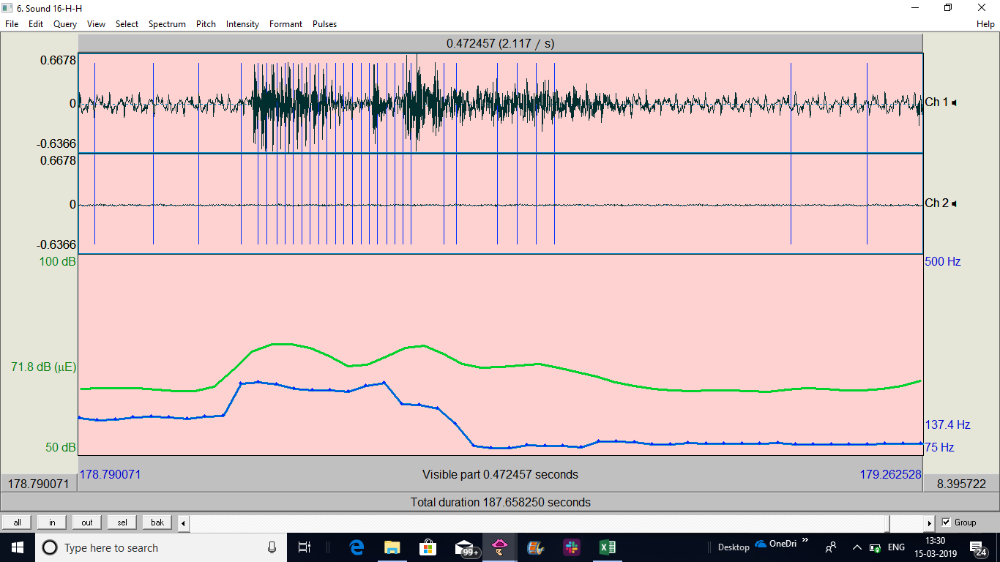 6. Sound 16-H-H
File Edit Query View Select Spectrum Pitch Intensity Formant Pulses Help
0.472457 (2.117 / s)
0.6678
0 Ch 1
-0.6366
0.6678
0 Ch 2
-0.6366
100 dB 500 Hz
71.8 dB (µE)
137.4 Hz
50 dB 75 Hz
178.790071 Visible part 0.472457 seconds 179.262528
178.790071 8.395722
Total duration 187.658250 seconds
all in out sel bak Group
Type here to search 99+ Desktop OneDri » ENG 13:30
15-03-2019 24